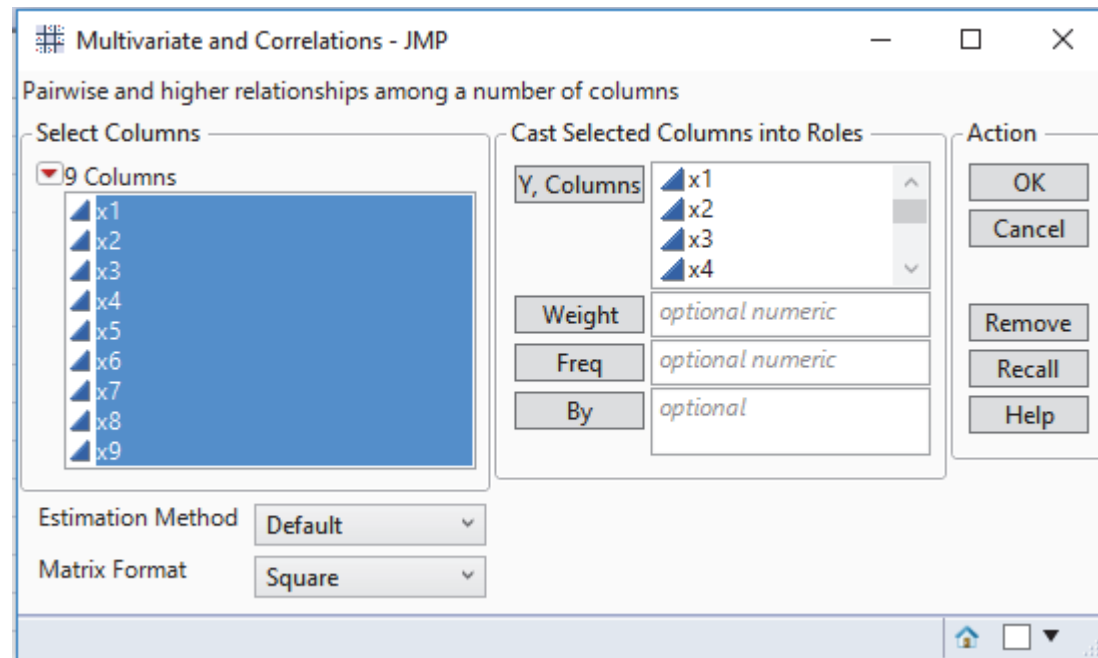 Multivariate and Correlations - JMP
Pairwise and higher relationships among a number of columns
Select Columns
9 Columns
x1
x2
x3
x4
x5
x6
x7
x8
x9
Estimation Method Default
Matrix Format Square
Cast Selected Columns into Roles
Y, Columns
x1
x2
x3
x4
Weight optional numeric
Freq optional numeric
By optional
Action
OK
Cancel
Remove
Recall
Help